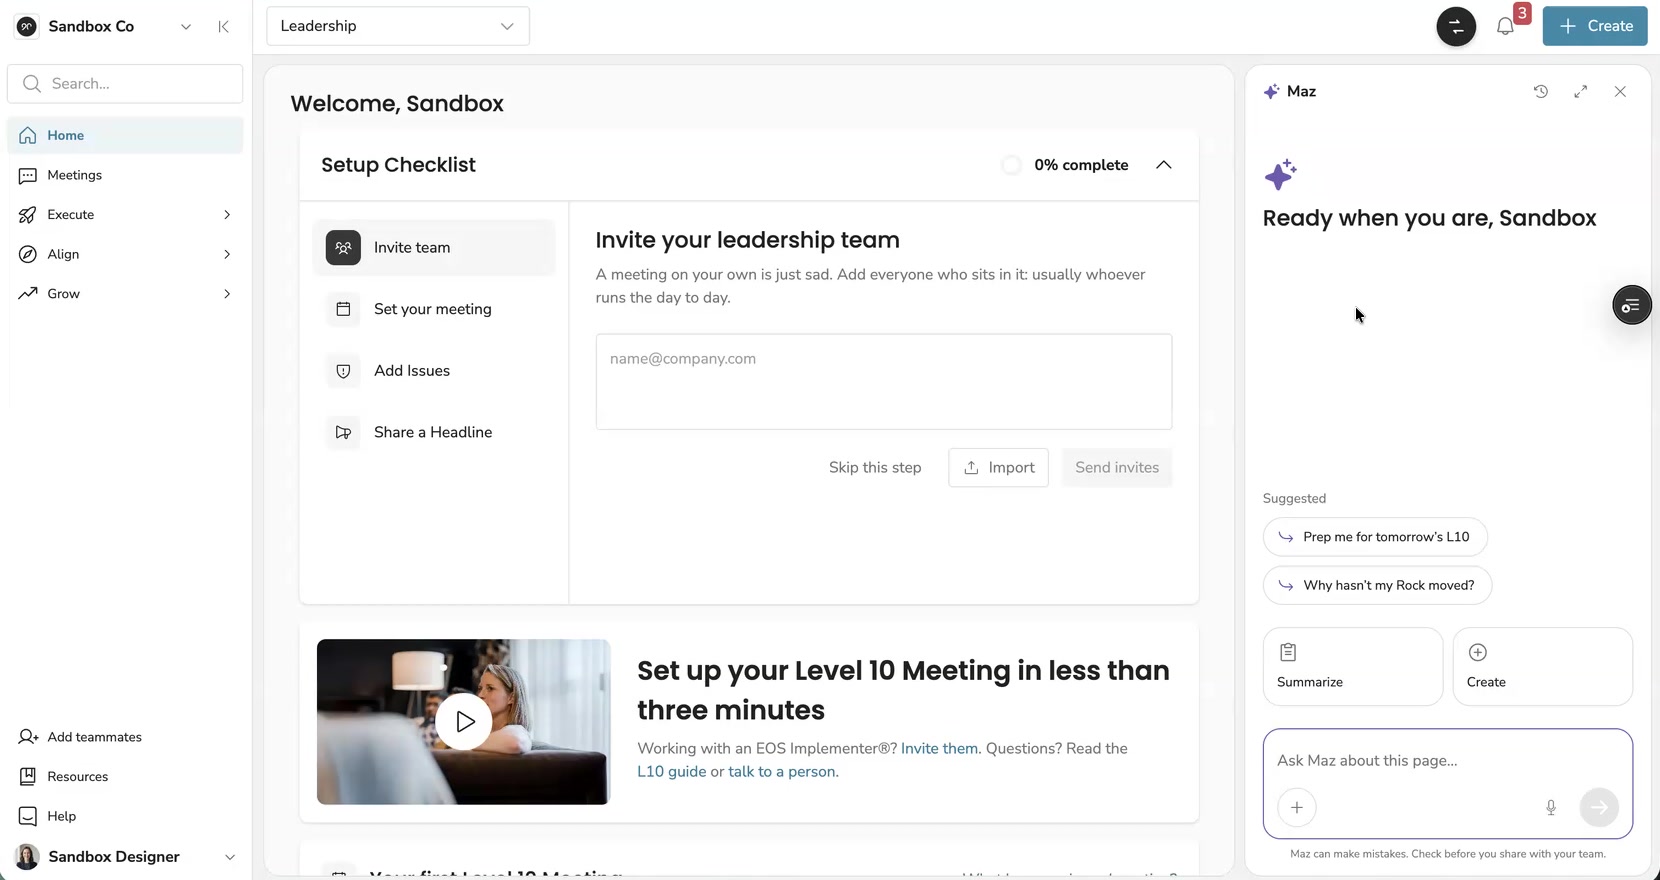 Sandbox Co
Leadership
3
Create
Search...
Home
Meetings
Execute
Align
Grow
Add teammates
Resources
Help
Sandbox Designer
Welcome, Sandbox
Setup Checklist
0% complete
Invite team
Set your meeting
Add Issues
Share a Headline
Invite your leadership team
A meeting on your own is just sad. Add everyone who sits in it: usually whoever
runs the day to day.
name@company.com
Skip this step
Import
Send invites
Set up your Level 10 Meeting in less than
three minutes
Working with an EOS Implementer®? Invite them. Questions? Read the
L10 guide or talk to a person.
Your first Level 10 Meeting
Maz
Ready when you are, Sandbox
Suggested
Prep me for tomorrow's L10
Why hasn't my Rock moved?
Summarize
Create
Ask Maz about this page...
Maz can make mistakes. Check before you share with your team.